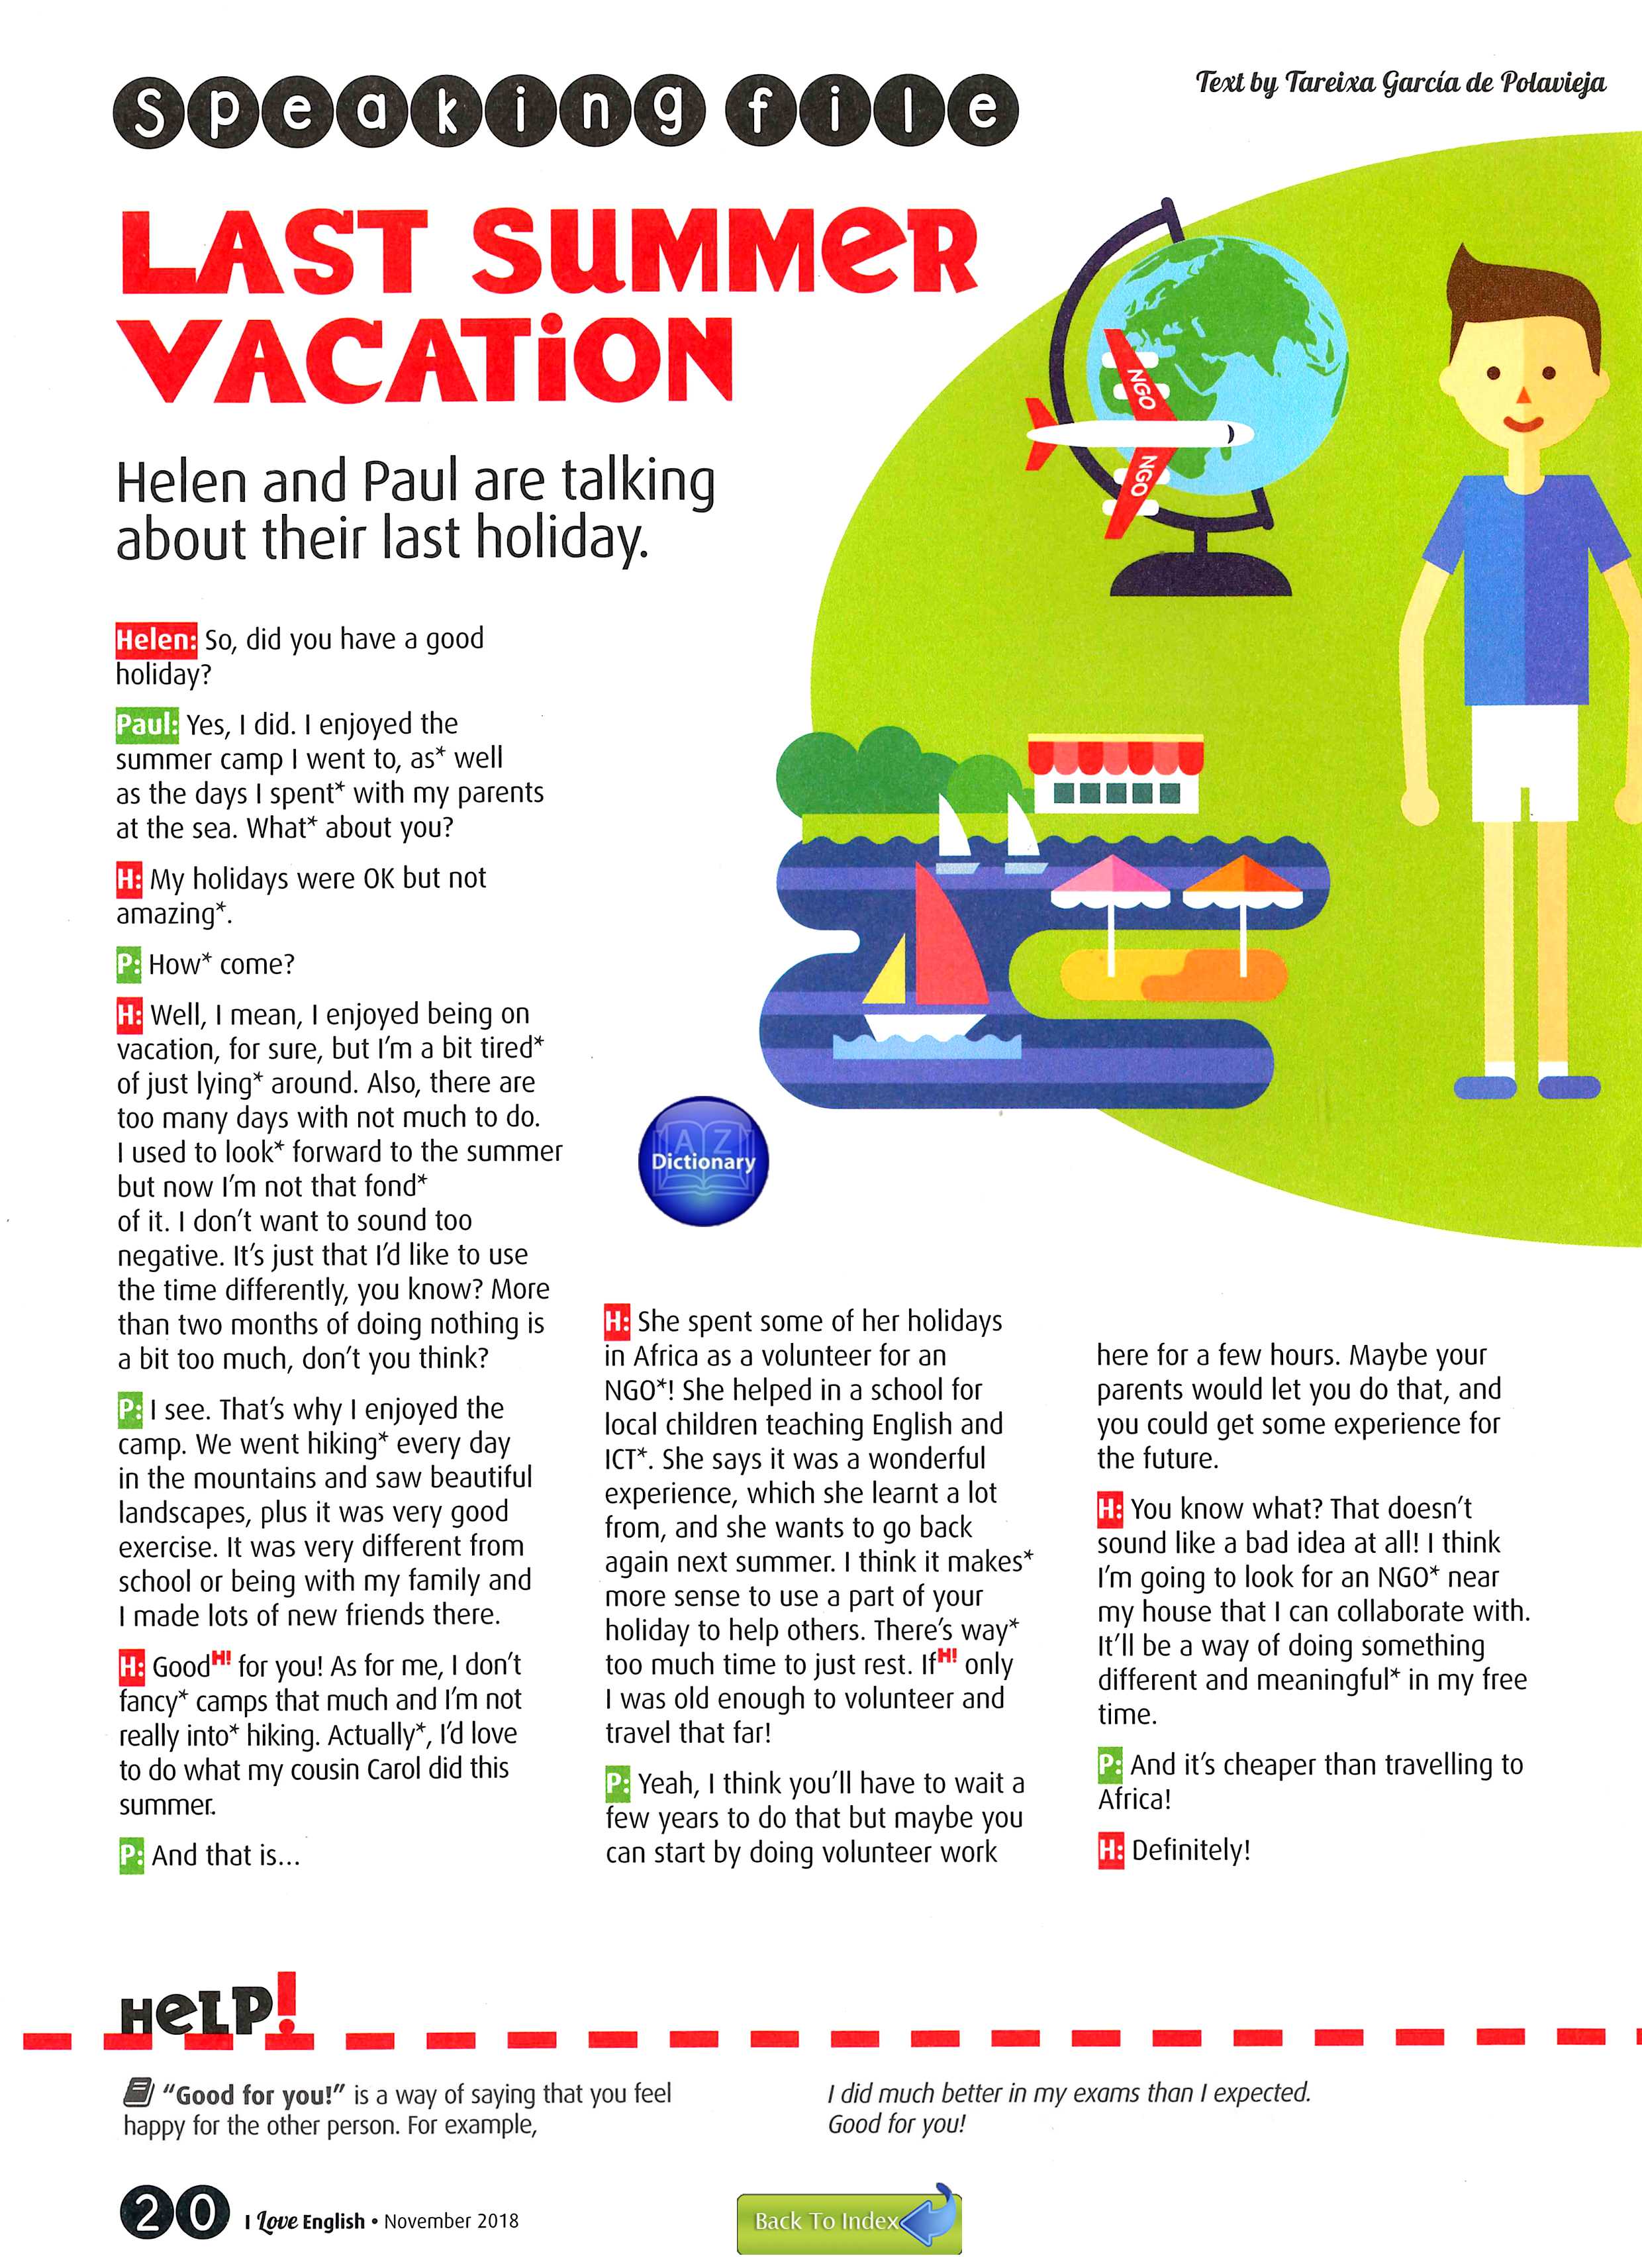 Speaking file
Text by Tareixa García de Polavieja
LAST SUMMER
VACATION
Helen and Paul are talking
about their last holiday.
Helen: So, did you have a good
holiday?
Paul: Yes, I did. I enjoyed the
summer camp I went to, as* well
as the days I spent* with my parents
at the sea. What* about you?
H: My holidays were OK but not
amazing*.
P: How* come?
H: Well, I mean, I enjoyed being on
vacation, for sure, but I'm a bit tired*
of just lying* around. Also, there are
too many days with not much to do.
I used to look* forward to the summer
but now I'm not that fond*
of it. I don't want to sound too
negative. It's just that I'd like to use
the time differently, you know? More
than two months of doing nothing is
a bit too much, don't you think?
P: I see. That's why I enjoyed the
camp. We went hiking* every day
in the mountains and saw beautiful
landscapes, plus it was very good
exercise. It was very different from
school or being with my family and
I made lots of new friends there.
H: Good H! for you! As for me, I don't
fancy* camps that much and I'm not
really into* hiking. Actually*, I'd love
to do what my cousin Carol did this
summer.
P: And that is...
NGO
NGO
A Z
Dictionary
H: She spent some of her holidays
in Africa as a volunteer for an
NGO*! She helped in a school for
local children teaching English and
ICT*. She says it was a wonderful
experience, which she learnt a lot
from, and she wants to go back
again next summer. I think it makes*
more sense to use a part of your
holiday to help others. There's way*
too much time to just rest. If H! only
I was old enough to volunteer and
travel that far!
P: Yeah, I think you'll have to wait a
few years to do that but maybe you
can start by doing volunteer work
here for a few hours. Maybe your
parents would let you do that, and
you could get some experience for
the future.
H: You know what? That doesn't
sound like a bad idea at all! I think
I'm going to look for an NGO* near
my house that I can collaborate with.
It'll be a way of doing something
different and meaningful* in my free
time.
P: And it's cheaper than travelling to
Africa!
H: Definitely!
HELP!
"Good for you!" is a way of saying that you feel
happy for the other person. For example,
I did much better in my exams than I expected.
Good for you!
20 I Love English • November 2018
Back To Index